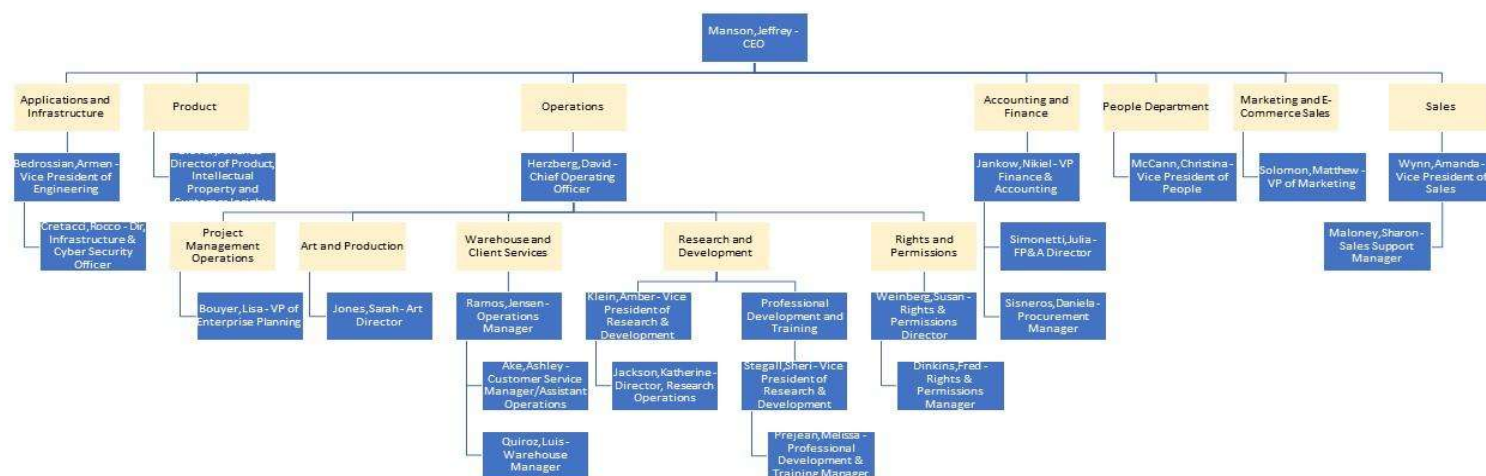 Manson,Jeffrey -
CEO
Applications and
Infrastructure
Product
Operations
Accounting and
Finance
People Department
Marketing and E-
Commerce Sales
Sales
Bedrossian,Armen -
Vice President of
Engineering
Director of Product,
Intellectual
Property and
Customer Insights
Herzberg,David -
Chief Operating
Officer
Jankow,Nikiel - VP
Finance &
Accounting
McCann,Christina -
Vice President of
People
Solomon,Matthew -
VP of Marketing
Wynn,Amanda -
Vice President of
Sales
Cretacci,Rocco - Dir,
Infrastructure &
Cyber Security
Officer
Project
Management
Operations
Art and Production
Warehouse and
Client Services
Research and
Development
Rights and
Permissions
Simonetti,Julia -
FP&A Director
Maloney,Sharon -
Sales Support
Manager
Bouyer,Lisa - VP of
Enterprise Planning
Jones,Sarah - Art
Director
Ramos,Jensen -
Operations
Manager
Klein,Amber - Vice
President of
Research &
Development
Professional
Development and
Training
Weinberg,Susan -
Rights &
Permissions
Director
Sisneros,Daniela -
Procurement
Manager
Ake,Ashley -
Customer Service
Manager/Assistant
Operations
Jackson,Katherine -
Director, Research
Operations
Stegall,Sheri - Vice
President of
Research &
Development
Dinkins,Fred -
Rights &
Permissions
Manager
Quiroz,Luis -
Warehouse
Manager
Prejean,Melissa -
Professional
Development &
Training Manager